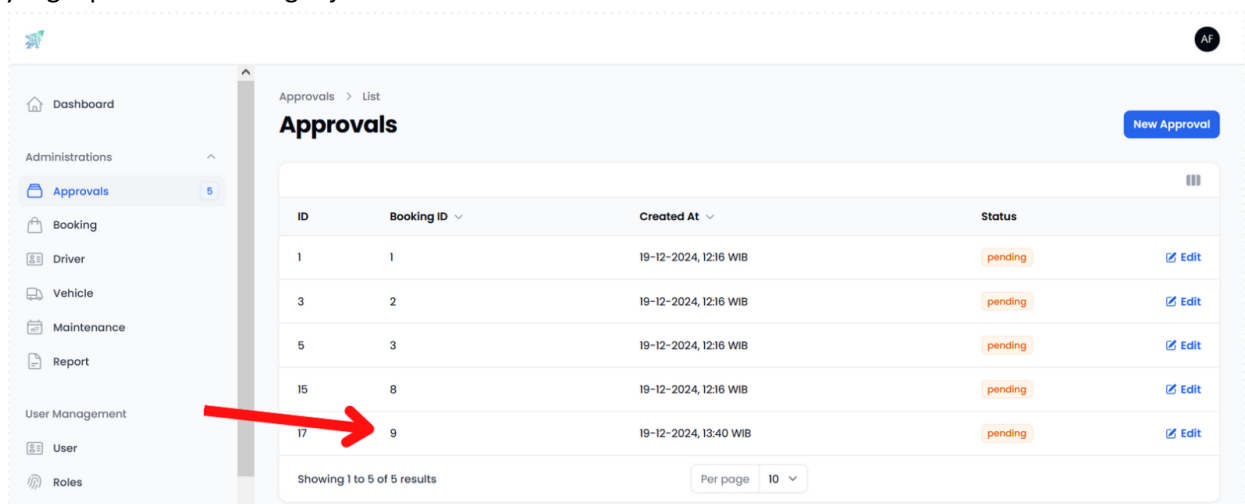 AF
Dashboard
Approvals > List
Approvals
New Approval
Administrations
Approvals 5
Booking
Driver
Vehicle
Maintenance
Report
User Management
User
Roles
ID Booking ID Created At Status
1 1 19-12-2024, 12:16 WIB pending Edit
3 2 19-12-2024, 12:16 WIB pending Edit
5 3 19-12-2024, 12:16 WIB pending Edit
15 8 19-12-2024, 12:16 WIB pending Edit
17 9 19-12-2024, 13:40 WIB pending Edit
Showing 1 to 5 of 5 results Per page 10